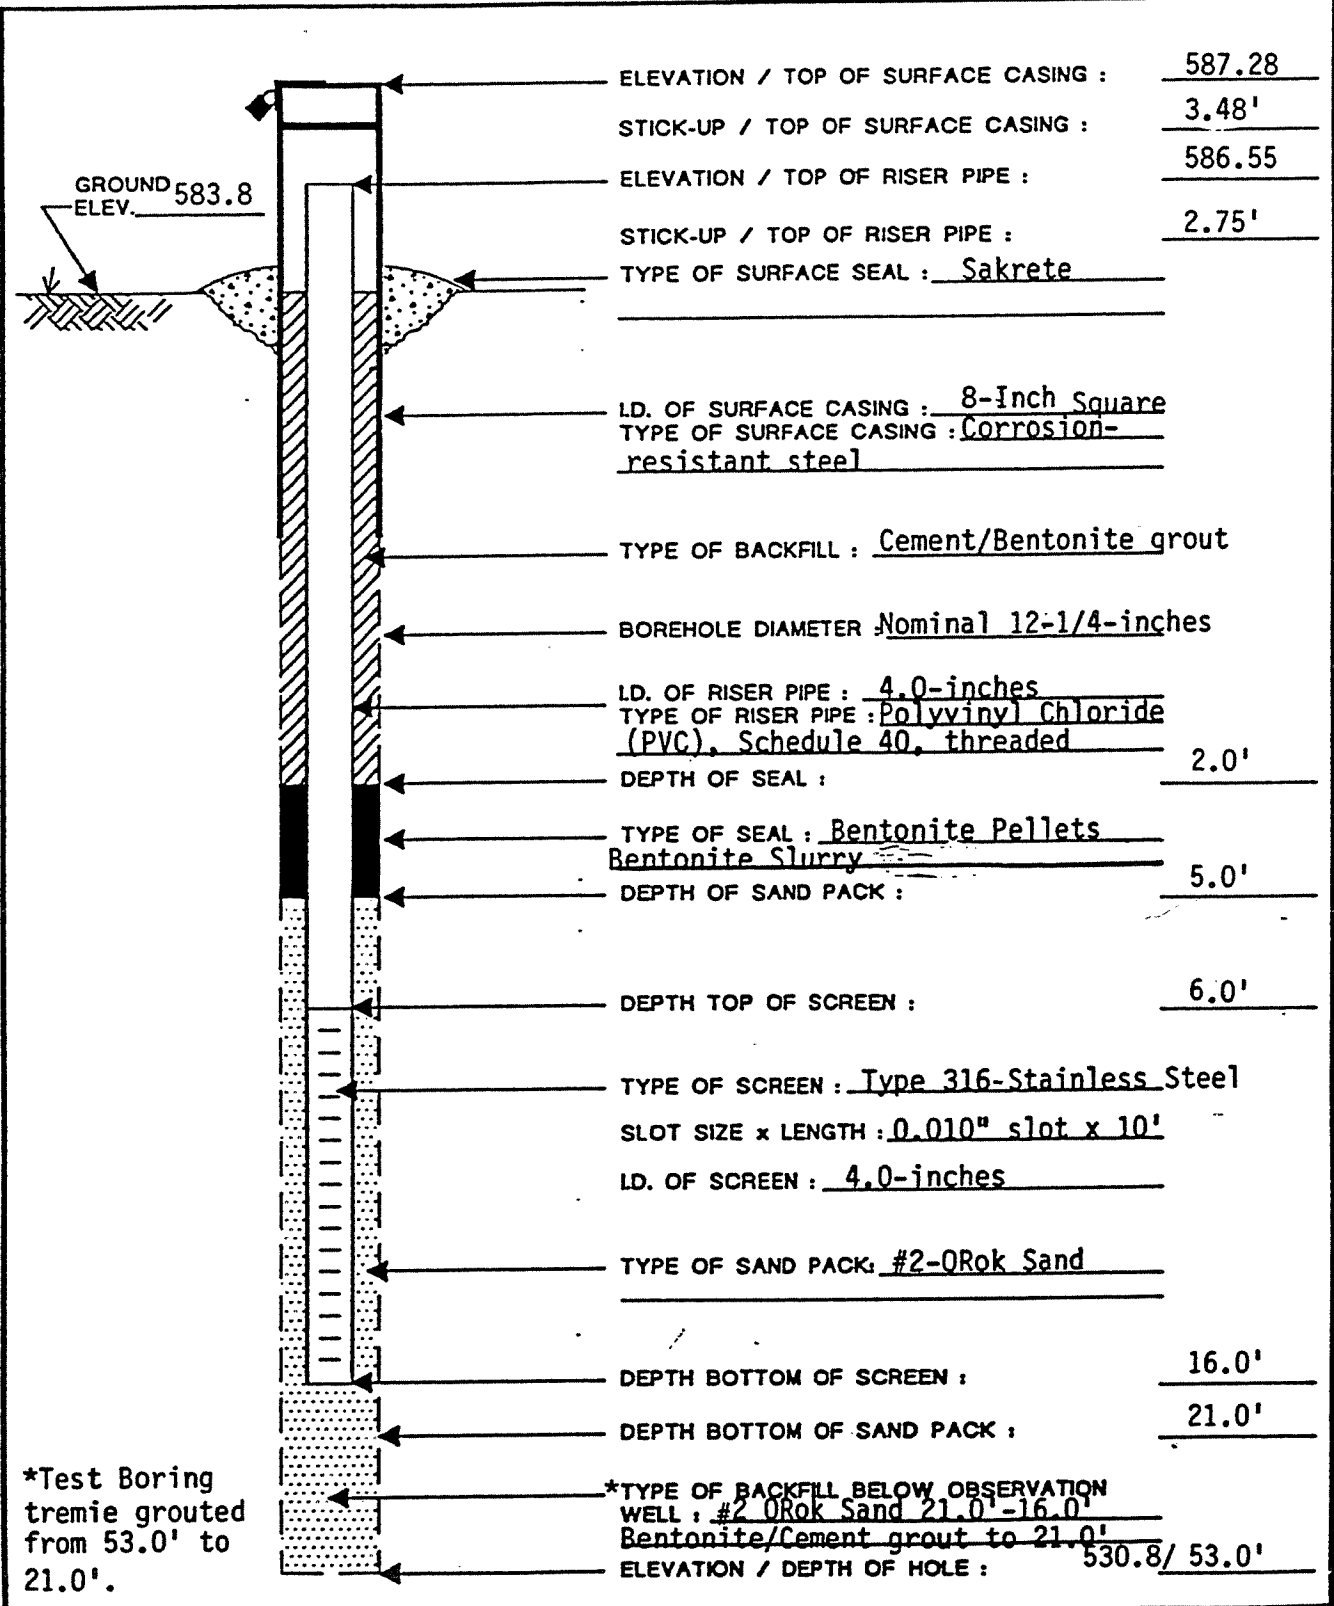 ELEVATION / TOP OF SURFACE CASING : 587.28
STICK-UP / TOP OF SURFACE CASING : 3.48'
ELEVATION / TOP OF RISER PIPE : 586.55
GROUND
ELEV. 583.8
STICK-UP / TOP OF RISER PIPE : 2.75'
TYPE OF SURFACE SEAL : Sakrete
I.D. OF SURFACE CASING : 8-Inch Square
TYPE OF SURFACE CASING : Corrosion-
resistant steel
TYPE OF BACKFILL : Cement/Bentonite grout
BOREHOLE DIAMETER : Nominal 12-1/4-inches
I.D. OF RISER PIPE : 4.0-inches
TYPE OF RISER PIPE : Polyvinyl Chloride
(PVC), Schedule 40, threaded
DEPTH OF SEAL : 2.0'
TYPE OF SEAL : Bentonite Pellets
Bentonite Slurry
DEPTH OF SAND PACK : 5.0'
DEPTH TOP OF SCREEN : 6.0'
TYPE OF SCREEN : Type 316-Stainless Steel
SLOT SIZE x LENGTH : 0.010" slot x 10'
I.D. OF SCREEN : 4.0-inches
TYPE OF SAND PACK: #2-QRok Sand
DEPTH BOTTOM OF SCREEN : 16.0'
DEPTH BOTTOM OF SAND PACK : 21.0'
*Test Boring
tremie grouted
from 53.0' to
21.0'.
*TYPE OF BACKFILL BELOW OBSERVATION
WELL : #2 QRok Sand 21.0'-16.0'
Bentonite/Cement grout to 21.0'
ELEVATION / DEPTH OF HOLE : 530.8/ 53.0'